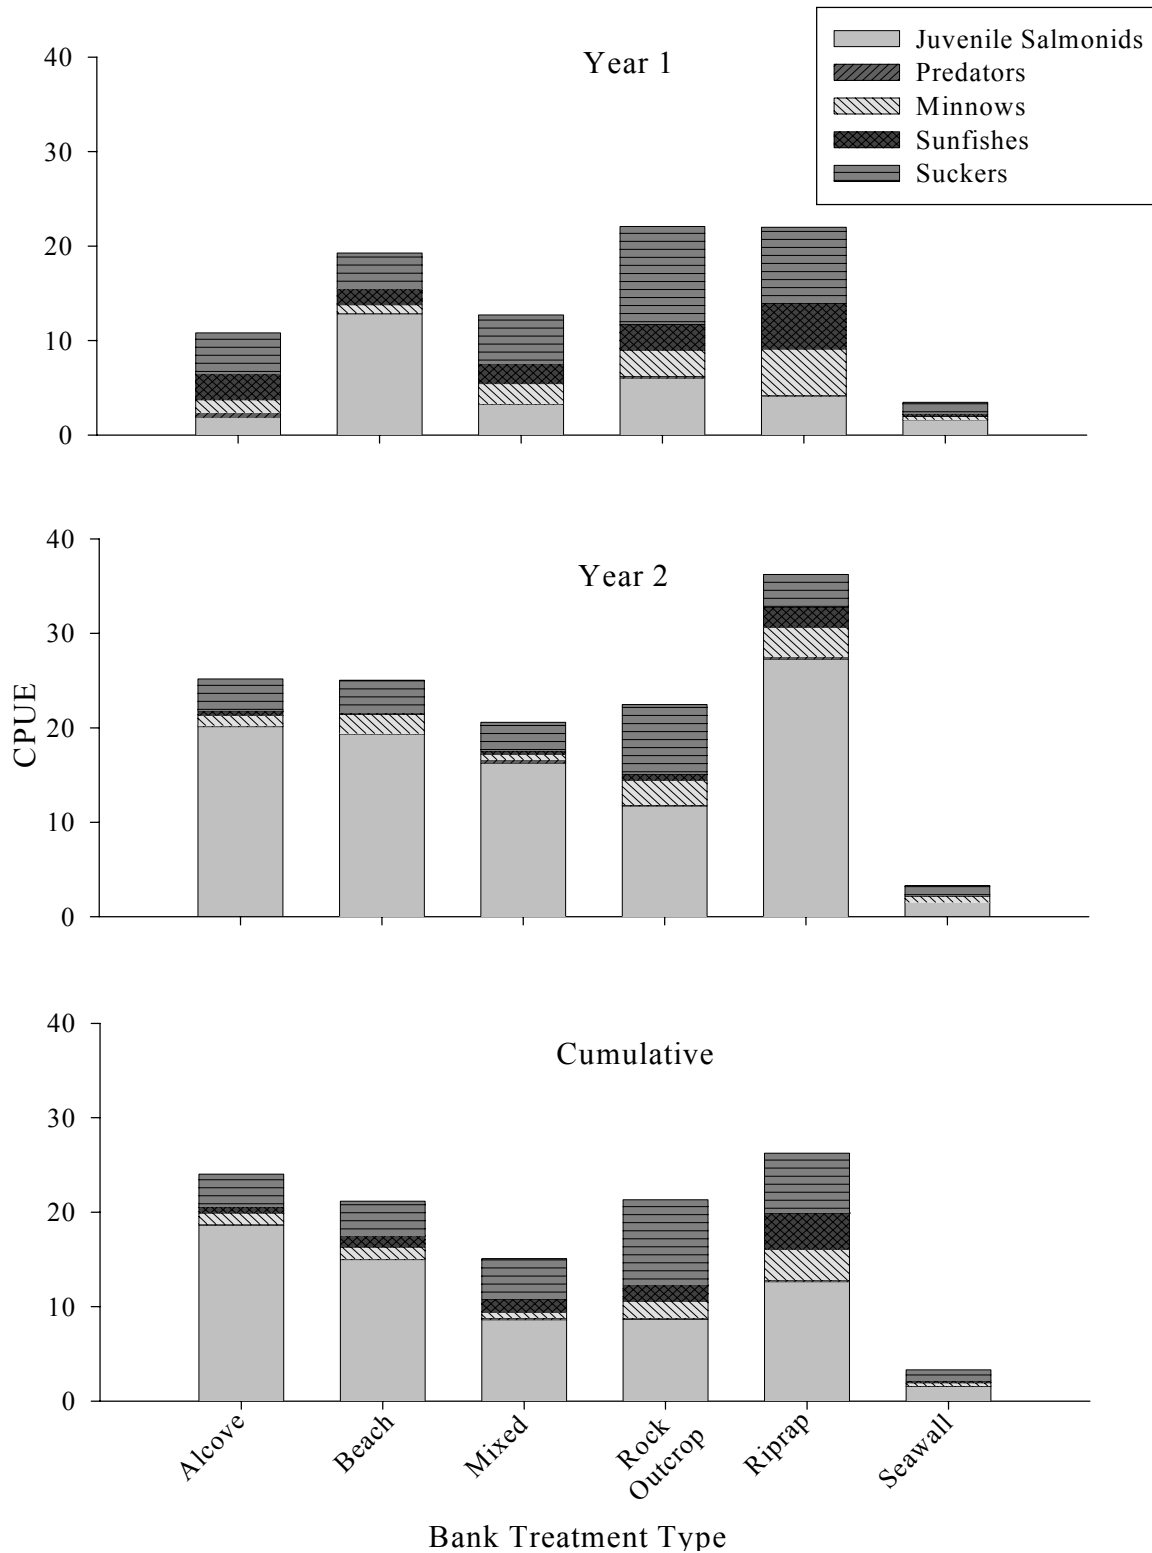 Juvenile Salmonids
Predators
Minnows
Sunfishes
Suckers
Year 1
40
30
20
10
0
Year 2
40
30
20
10
0
CPUE
Cumulative
40
30
20
10
0
Alcove
Beach
Mixed
Rock
Outcrop
Riprap
Seawall
Bank Treatment Type